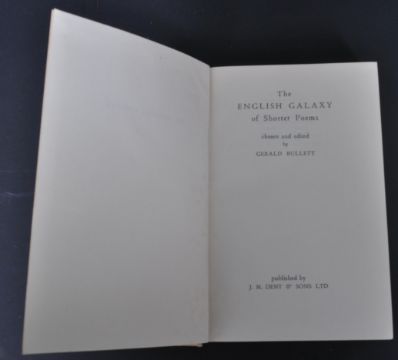 The
ENGLISH GALAXY
of Shorter Poems
chosen and edited
by
GERALD BULLETT
published by
J. M. DENT & SONS LTD